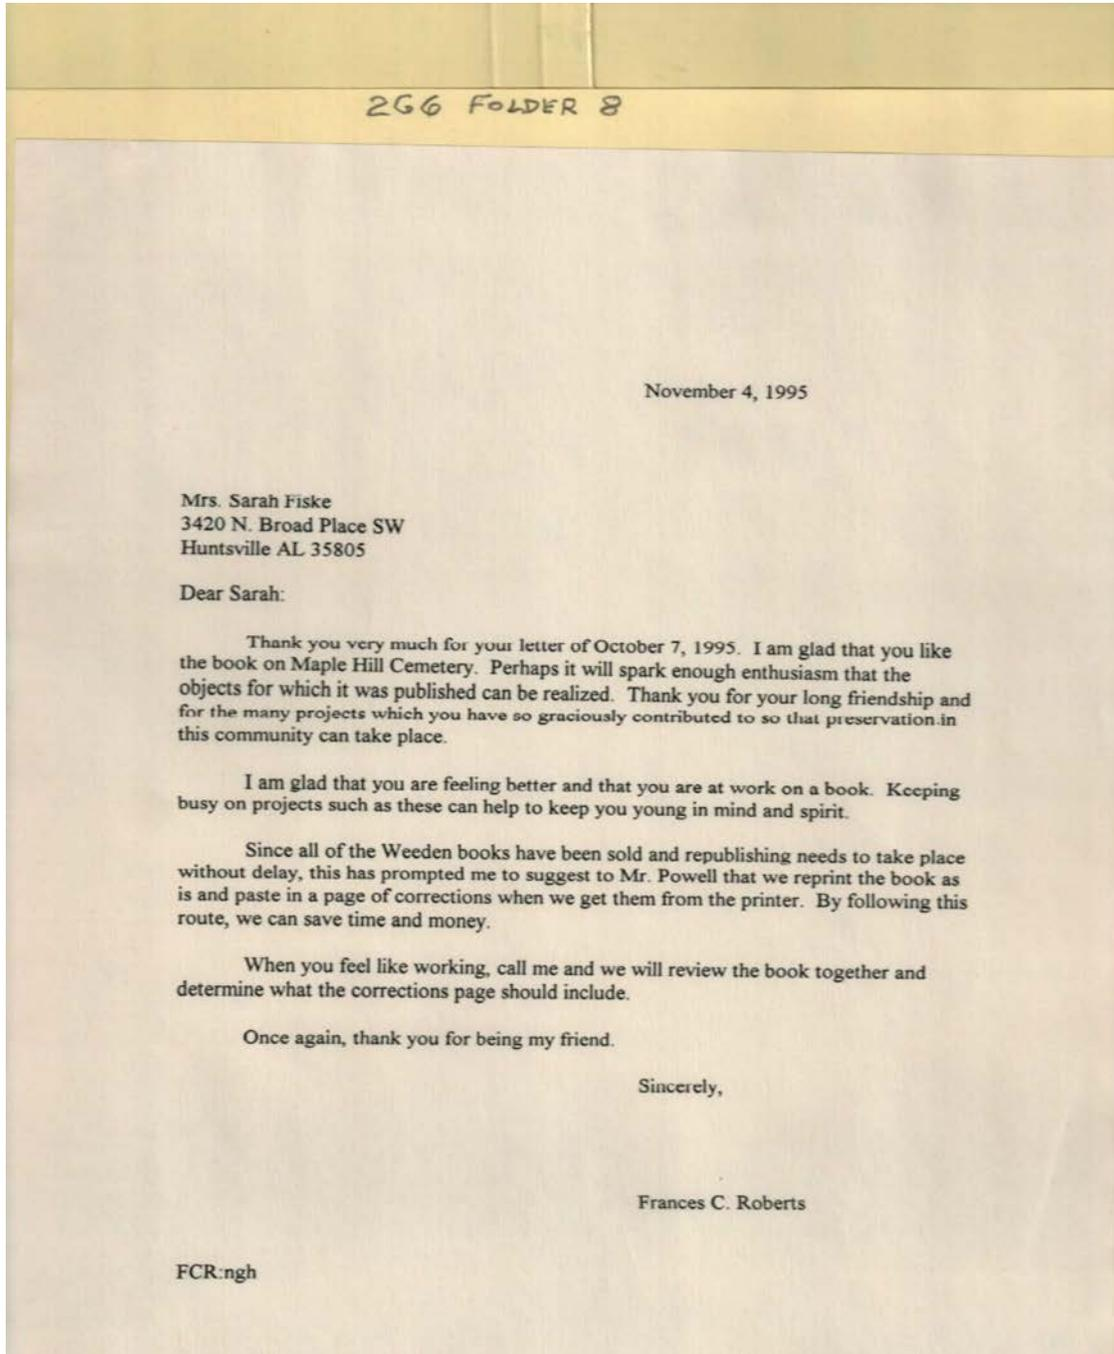 2G6 FOLDER 8
November 4, 1995
Mrs. Sarah Fiske
3420 N. Broad Place SW
Huntsville AL 35805
Dear Sarah:
Thank you very much for your letter of October 7, 1995. I am glad that you like
the book on Maple Hill Cemetery. Perhaps it will spark enough enthusiasm that the
objects for which it was published can be realized. Thank you for your long friendship and
for the many projects which you have so graciously contributed to so that preservation in
this community can take place.
I am glad that you are feeling better and that you are at work on a book. Keeping
busy on projects such as these can help to keep you young in mind and spirit.
Since all of the Weeden books have been sold and republishing needs to take place
without delay, this has prompted me to suggest to Mr. Powell that we reprint the book as
is and paste in a page of corrections when we get them from the printer. By following this
route, we can save time and money.
When you feel like working, call me and we will review the book together and
determine what the corrections page should include.
Once again, thank you for being my friend.
Sincerely,
Frances C. Roberts
FCR:ngh